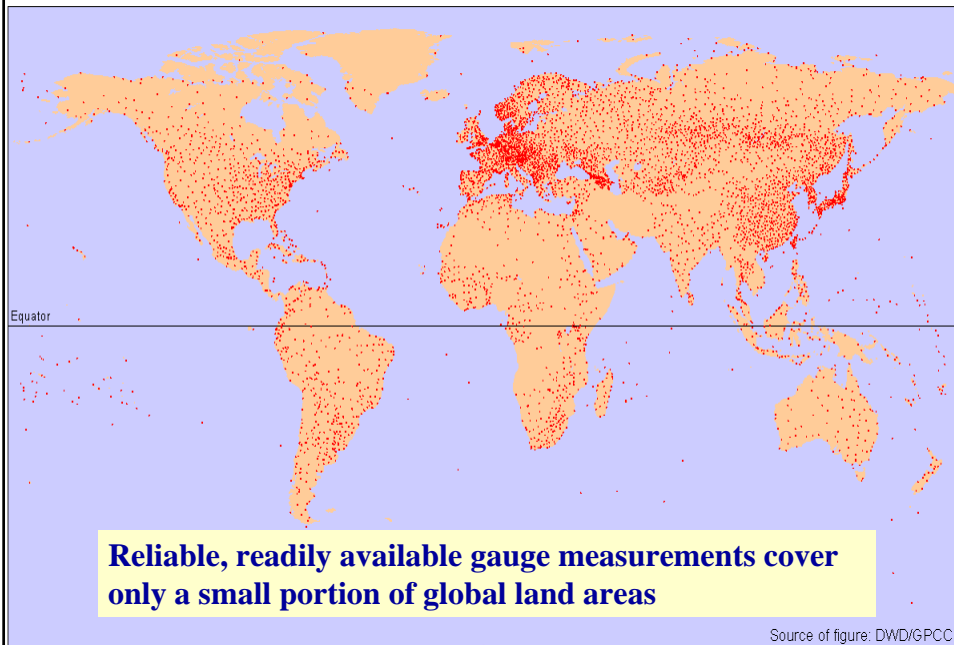 Equator
Reliable, readily available gauge measurements cover
only a small portion of global land areas
Source of figure: DWD/GPCC